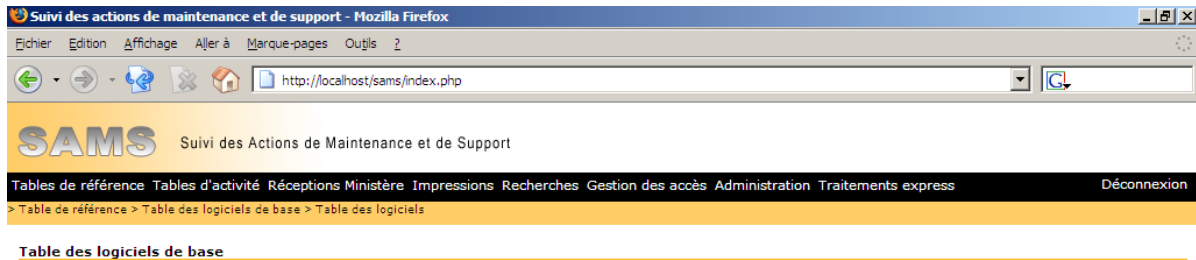 Suivi des actions de maintenance et de support - Mozilla Firefox
Fichier Edition Affichage Aller à Marque-pages Outils ?
http://localhost/sams/index.php G
SAMS Suivi des Actions de Maintenance et de Support
Tables de référence Tables d'activité Réceptions Ministère Impressions Recherches Gestion des accès Administration Traitements express Déconnexion
> Table de référence > Table des logiciels de base > Table des logiciels
Table des logiciels de base